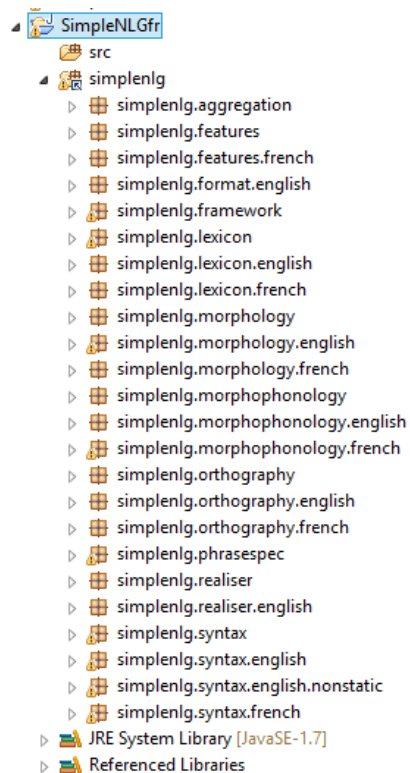 SimpleNLGfr
src
simplenlg
simplenlg.aggregation
simplenlg.features
simplenlg.features.french
simplenlg.format.english
simplenlg.framework
simplenlg.lexicon
simplenlg.lexicon.english
simplenlg.lexicon.french
simplenlg.morphology
simplenlg.morphology.english
simplenlg.morphology.french
simplenlg.morphophonology
simplenlg.morphophonology.english
simplenlg.morphophonology.french
simplenlg.orthography
simplenlg.orthography.english
simplenlg.orthography.french
simplenlg.phrasespec
simplenlg.realiser
simplenlg.realiser.english
simplenlg.syntax
simplenlg.syntax.english
simplenlg.syntax.english.nonstatic
simplenlg.syntax.french
JRE System Library [JavaSE-1.7]
Referenced Libraries